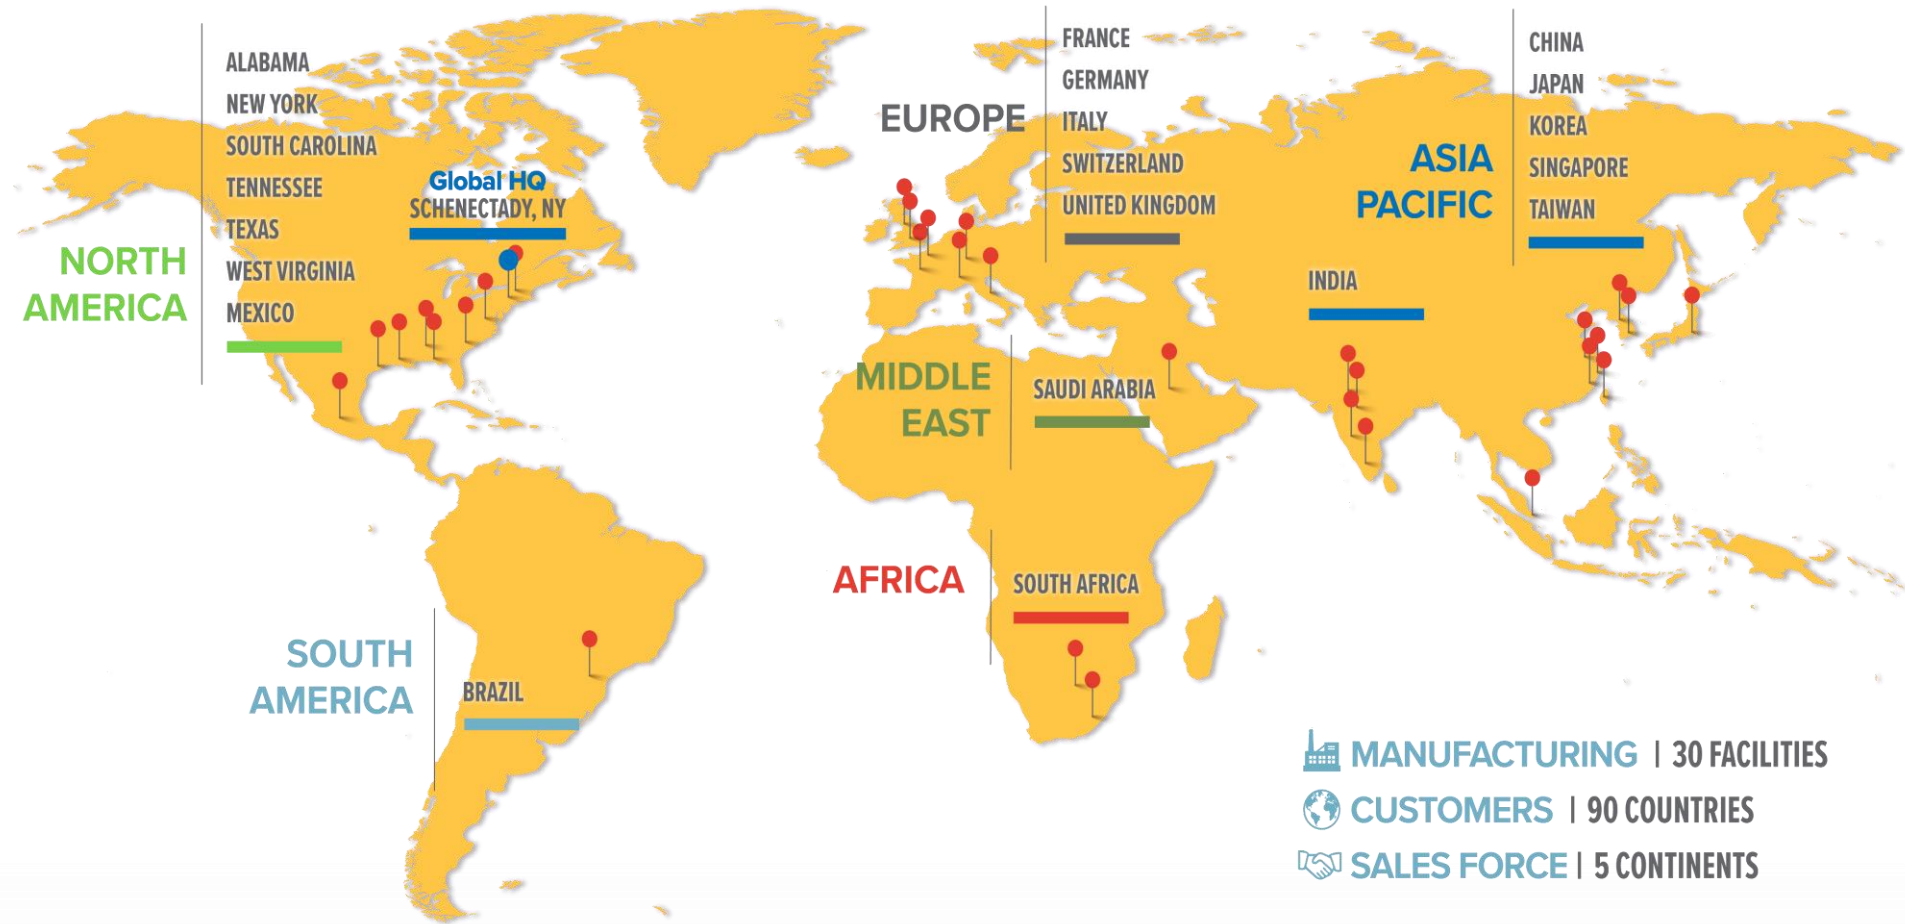 NORTH
AMERICA
ALABAMA
NEW YORK
SOUTH CAROLINA
TENNESSEE
TEXAS
WEST VIRGINIA
MEXICO
Global HQ
SCHENECTADY, NY
EUROPE
FRANCE
GERMANY
ITALY
SWITZERLAND
UNITED KINGDOM
ASIA
PACIFIC
CHINA
JAPAN
KOREA
SINGAPORE
TAIWAN
INDIA
MIDDLE
EAST
SAUDI ARABIA
AFRICA
SOUTH AFRICA
SOUTH
AMERICA
BRAZIL
MANUFACTURING | 30 FACILITIES
CUSTOMERS | 90 COUNTRIES
SALES FORCE | 5 CONTINENTS